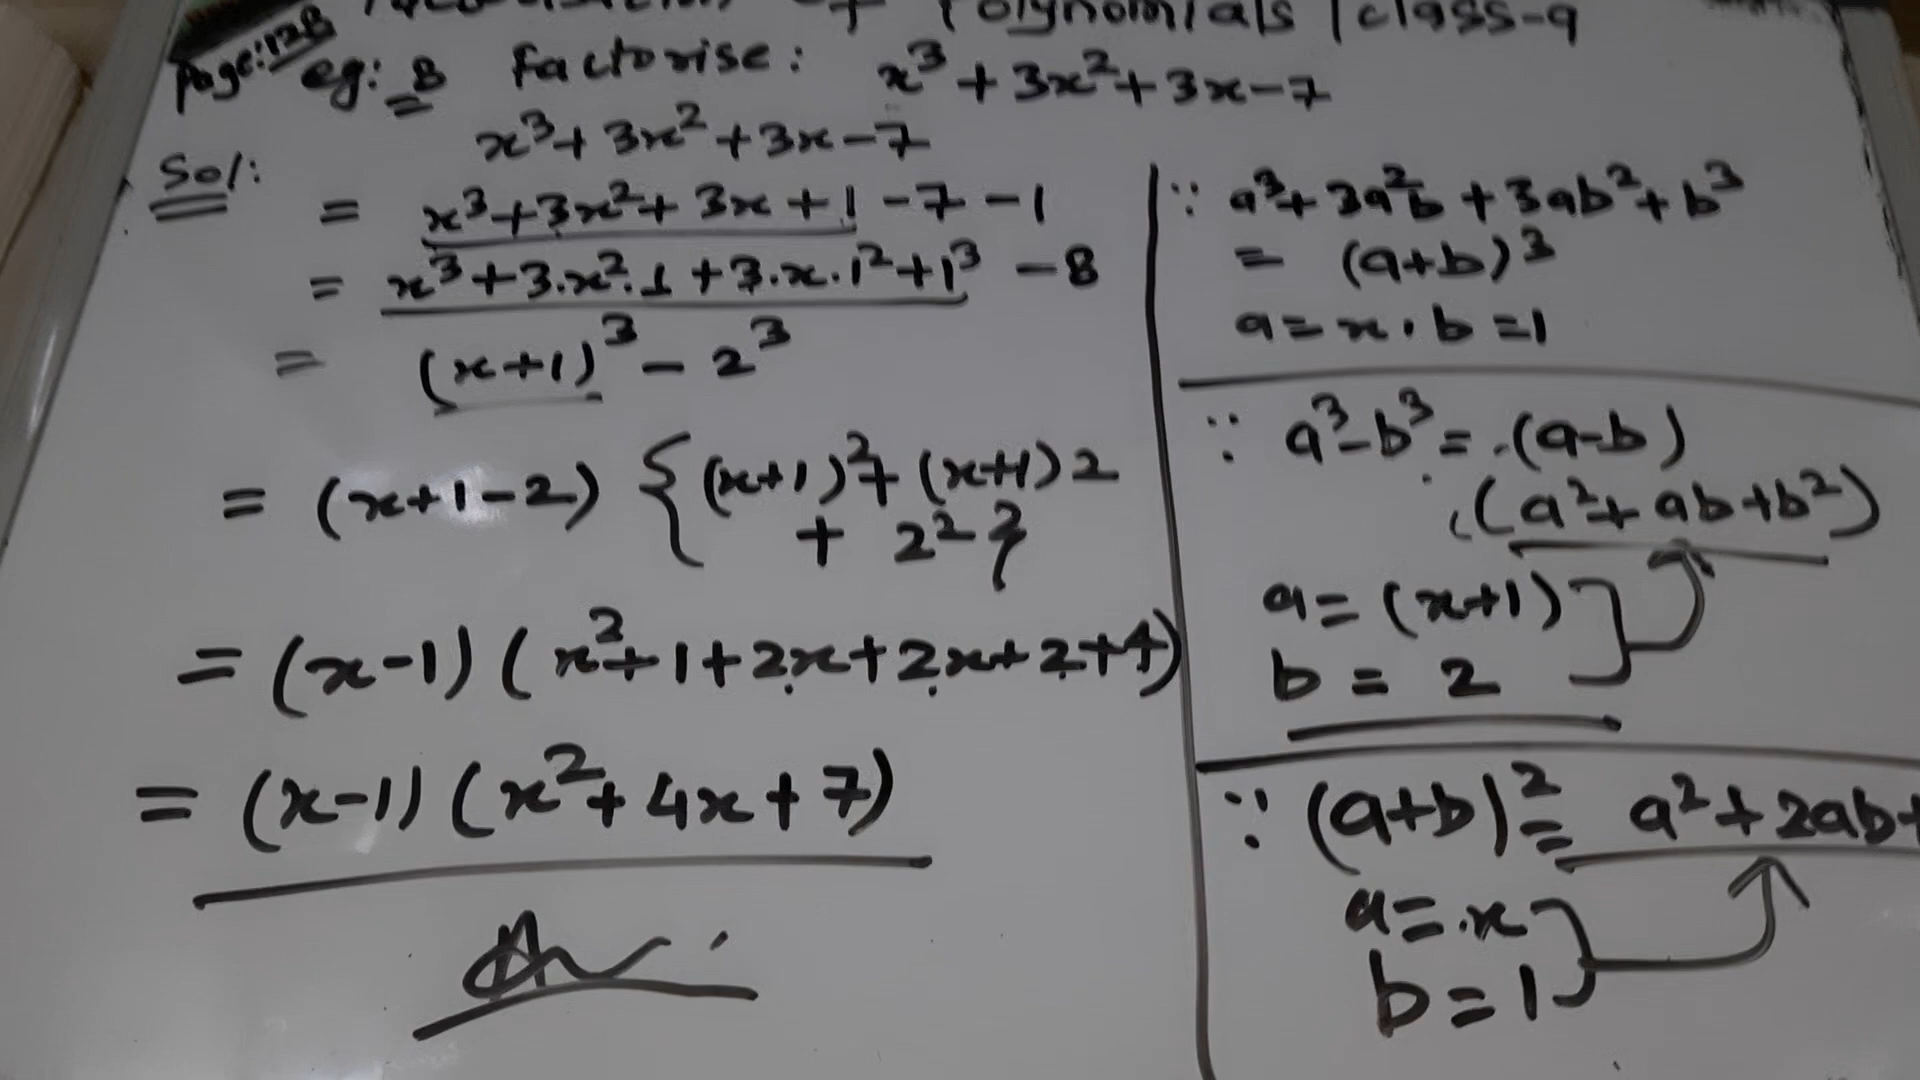 Polynomials / class-9
Page: 128 eg: 8 Factorise: x³ + 3x² + 3x - 7
Sol: x³ + 3x² + 3x - 7
= x³ + 3x² + 3x + 1 - 7 - 1
= x³ + 3.x².1 + 3.x.1² + 1³ - 8
= (x+1)³ - 2³
= (x+1-2) {(x+1)² + (x+1)2
+ 2²}
= (x-1) (x² + 1 + 2x + 2x + 2 + 4)
= (x-1) (x² + 4x + 7)
∵ a³ + 3a²b + 3ab² + b³
= (a+b)³
a = x . b = 1
∵ a³ - b³ = (a-b)
(a² + ab + b²)
a = (x+1)
b = 2
∵ (a+b)² = a² + 2ab +
a = x
b = 1